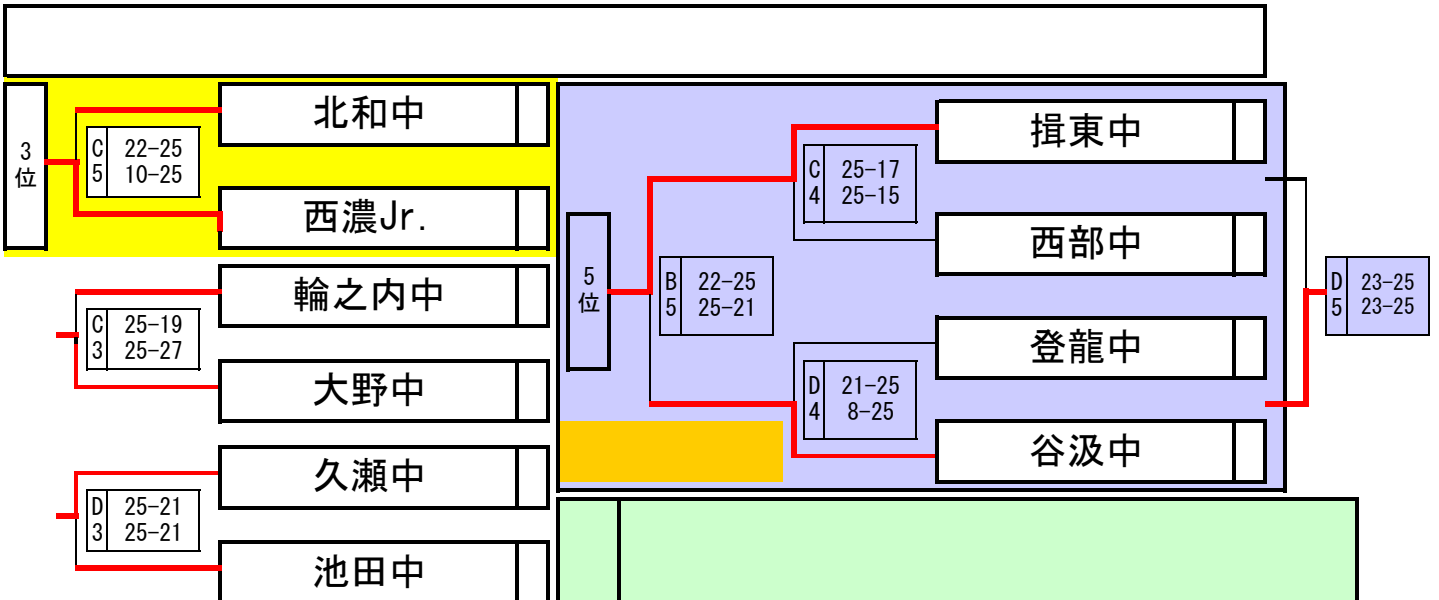 3
位
北和中
C 22-25
5 10-25
西濃Jr.
輪之内中
C 25-19
3 25-27
大野中
久瀬中
D 25-21
3 25-21
池田中
5
位
B 22-25
5 25-21
揖東中
C 25-17
4 25-15
西部中
登龍中
D 21-25
4 8-25
谷汲中
D 23-25
5 23-25